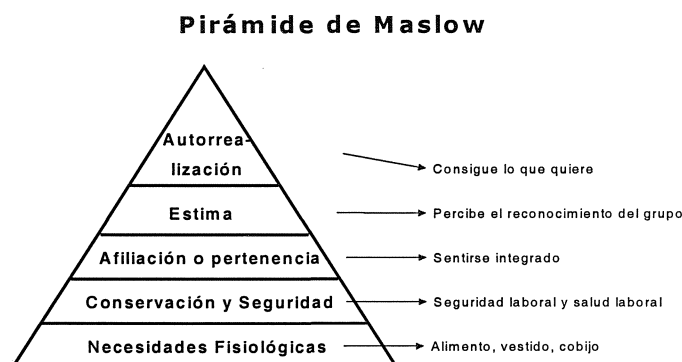 Pirámide de Maslow
Autorrea-
lización
Consigue lo que quiere
Estima
Percibe el reconocimiento del grupo
Afiliación o pertenencia
Sentirse integrado
Conservación y Seguridad
Seguridad laboral y salud laboral
Necesidades Fisiológicas
Alimento, vestido, cobijo